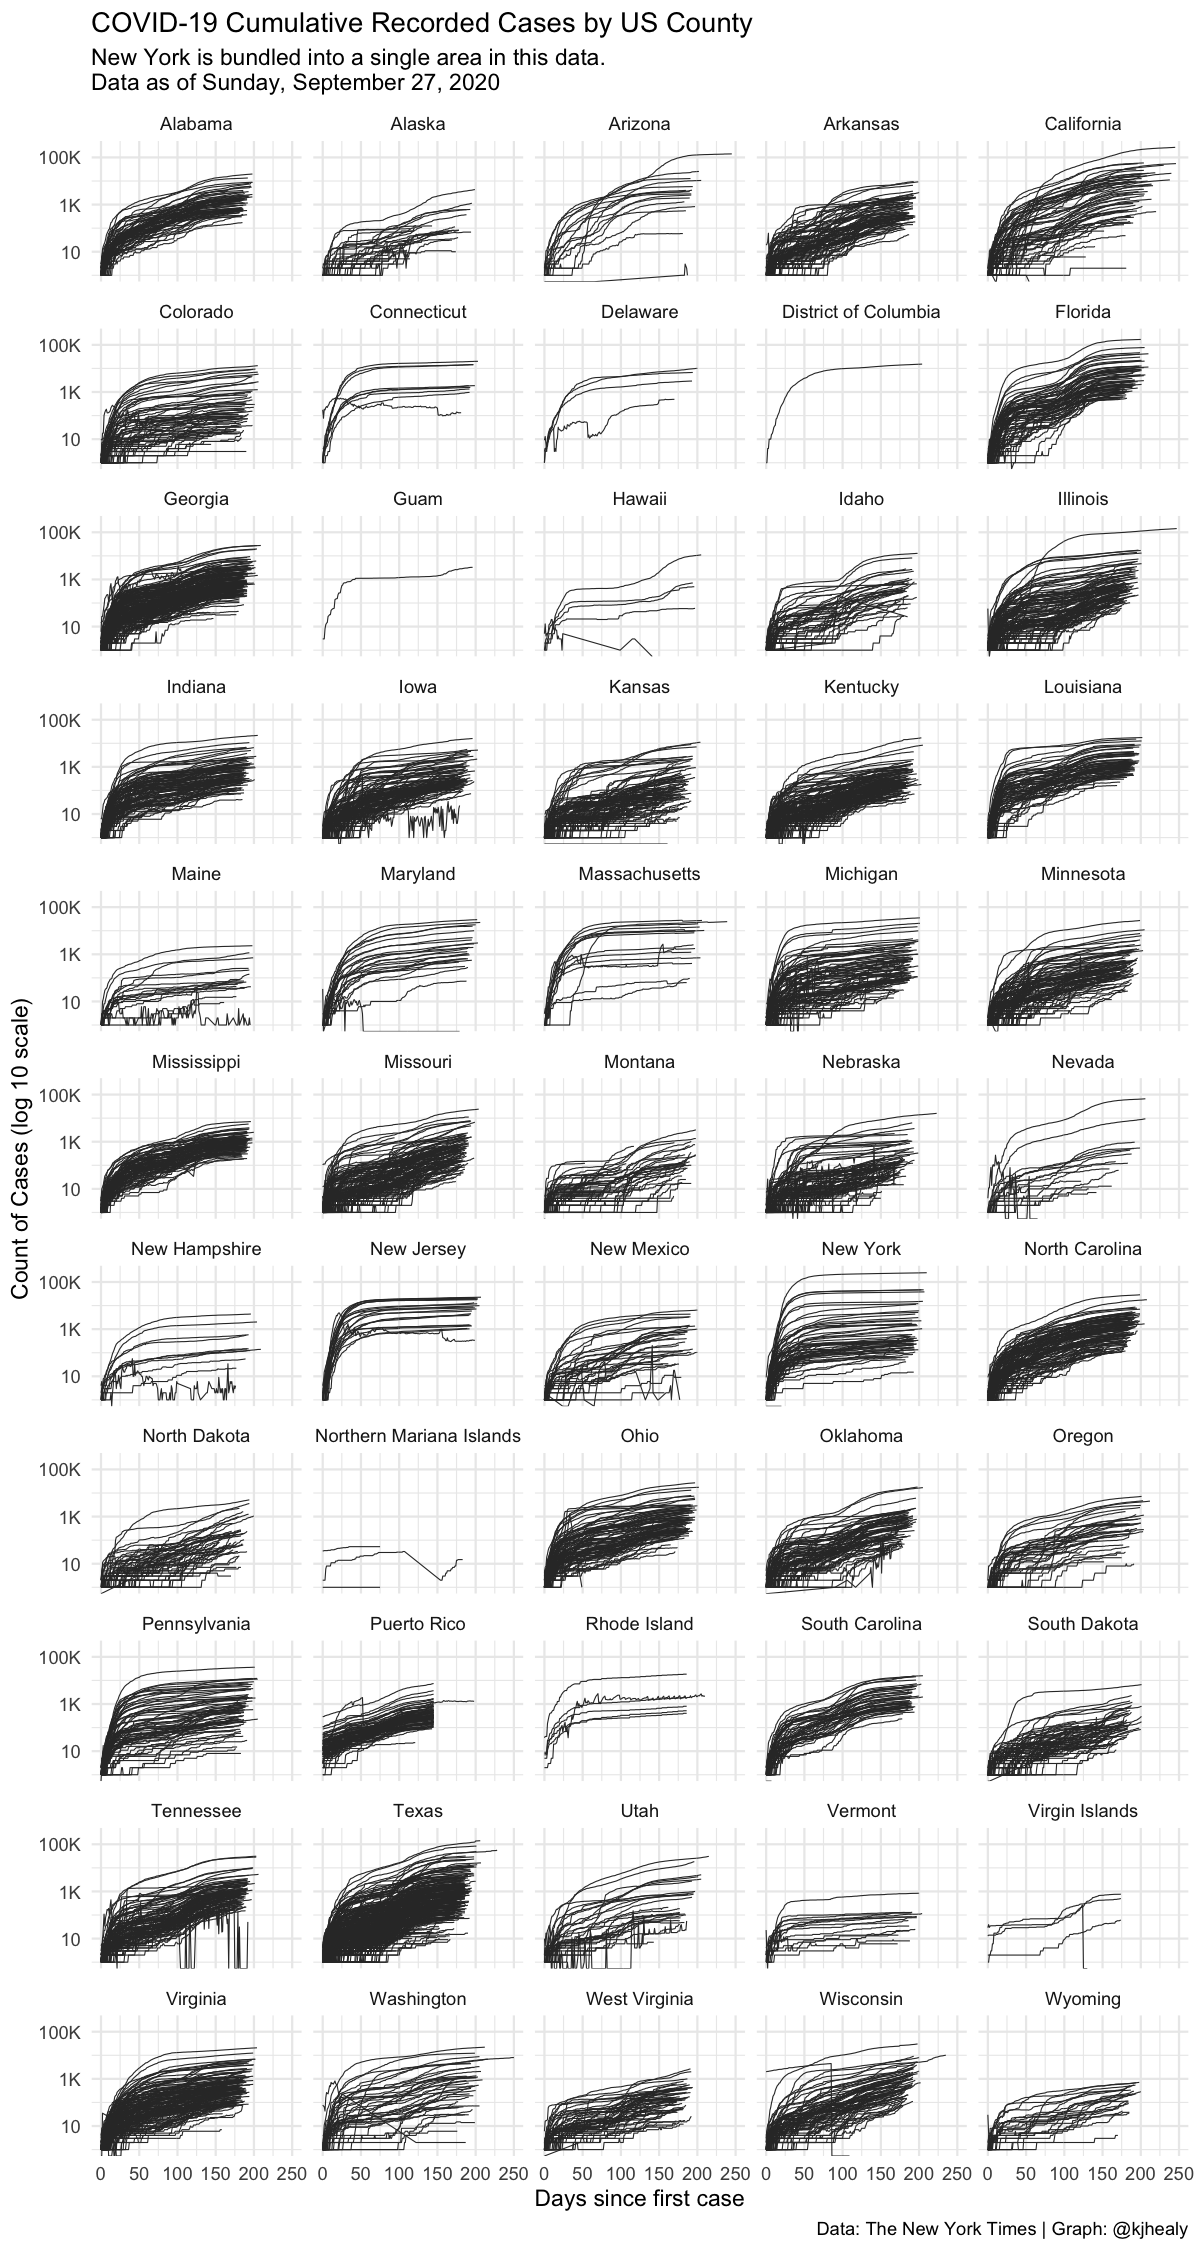 COVID-19 Cumulative Recorded Cases by US County
New York is bundled into a single area in this data.
Data as of Sunday, September 27, 2020
Alabama Alaska Arizona Arkansas California
100K
1K
10
Colorado Connecticut Delaware District of Columbia Florida
100K
1K
10
Georgia Guam Hawaii Idaho Illinois
100K
1K
10
Indiana Iowa Kansas Kentucky Louisiana
100K
1K
10
Maine Maryland Massachusetts Michigan Minnesota
100K
1K
10
Count of Cases (log 10 scale)
Mississippi Missouri Montana Nebraska Nevada
100K
1K
10
New Hampshire New Jersey New Mexico New York North Carolina
100K
1K
10
North Dakota Northern Mariana Islands Ohio Oklahoma Oregon
100K
1K
10
Pennsylvania Puerto Rico Rhode Island South Carolina South Dakota
100K
1K
10
Tennessee Texas Utah Vermont Virgin Islands
100K
1K
10
Virginia Washington West Virginia Wisconsin Wyoming
100K
1K
10
0 50 100 150 200 250 0 50 100 150 200 250 0 50 100 150 200 250 0 50 100 150 200 250 0 50 100 150 200 250
Days since first case
Data: The New York Times | Graph: @kjhealy